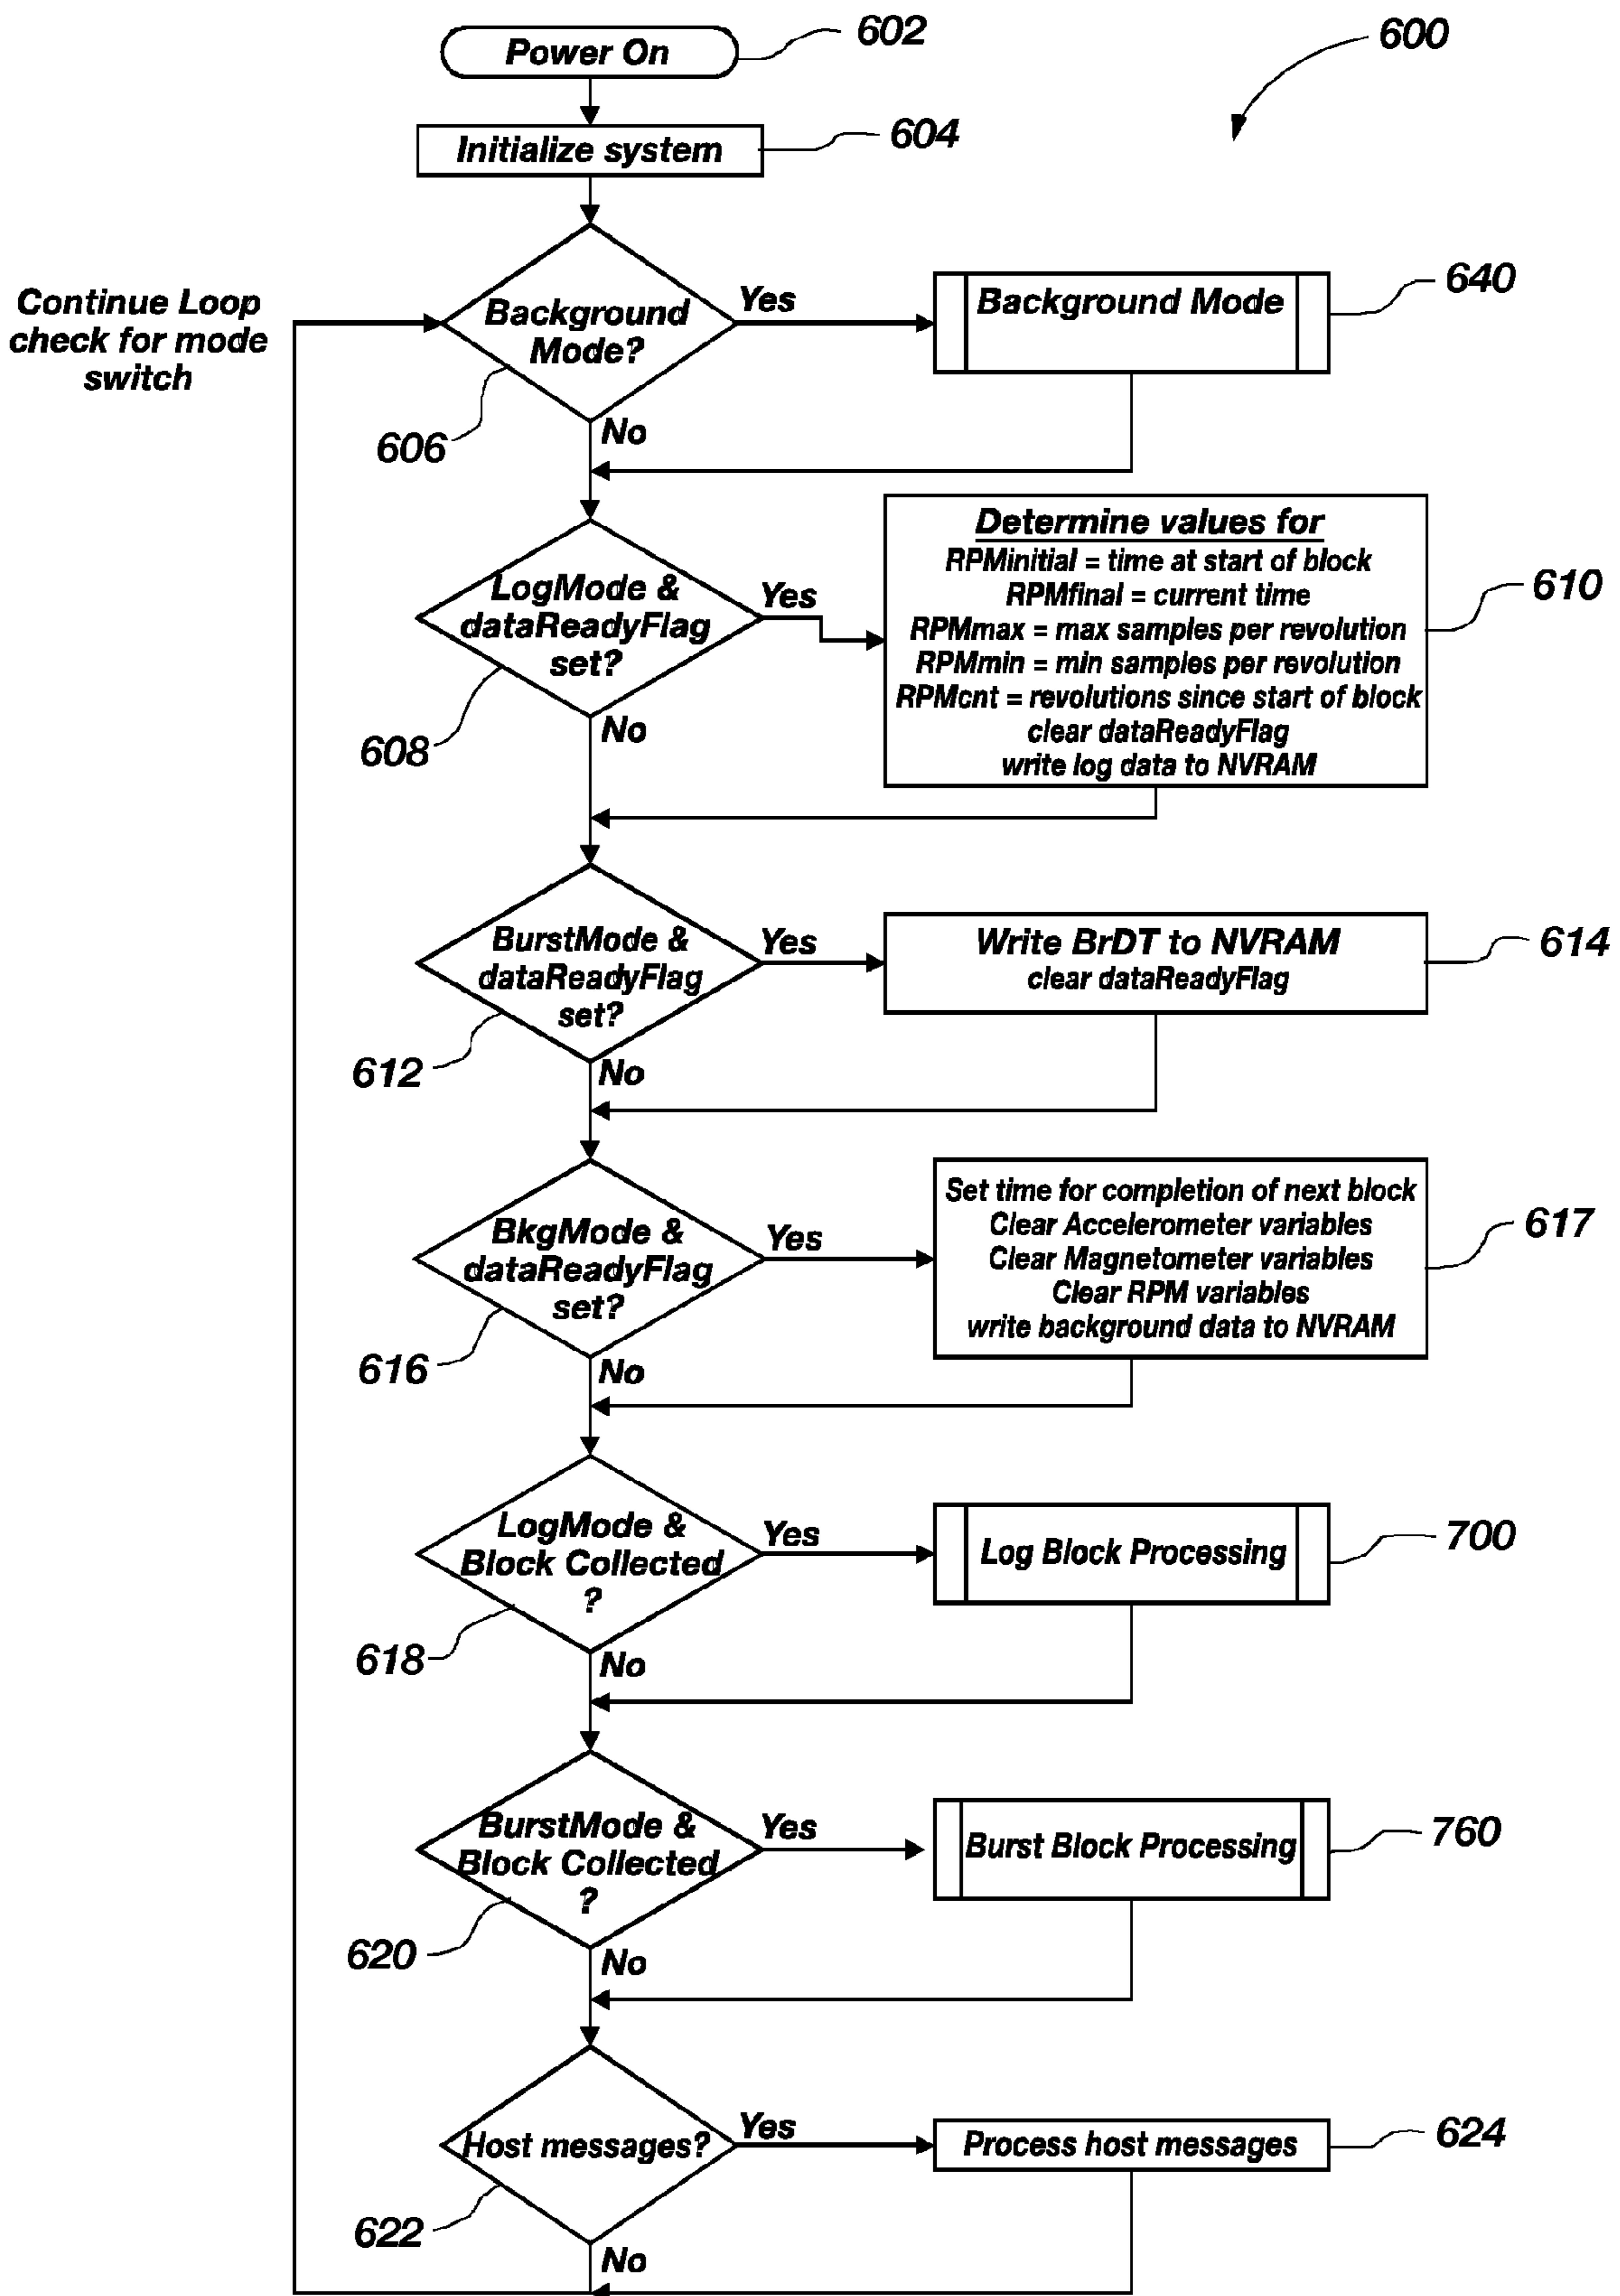 Power On
602
600
Initialize system
604
Continue Loop
check for mode
switch
Background
Mode?
Yes
Background Mode
640
606
No
LogMode &
dataReadyFlag
set?
Yes
Determine values for
RPMinitial = time at start of block
RPMfinal = current time
RPMmax = max samples per revolution
RPMmin = min samples per revolution
RPMcnt = revolutions since start of block
clear dataReadyFlag
write log data to NVRAM
610
608
No
BurstMode &
dataReadyFlag
set?
Yes
Write BrDT to NVRAM
clear dataReadyFlag
614
612
No
BkgMode &
dataReadyFlag
set?
Yes
Set time for completion of next block
Clear Accelerometer variables
Clear Magnetometer variables
Clear RPM variables
write background data to NVRAM
617
616
No
LogMode &
Block Collected
?
Yes
Log Block Processing
700
618
No
BurstMode &
Block Collected
?
Yes
Burst Block Processing
760
620
No
Host messages?
Yes
Process host messages
624
622
No